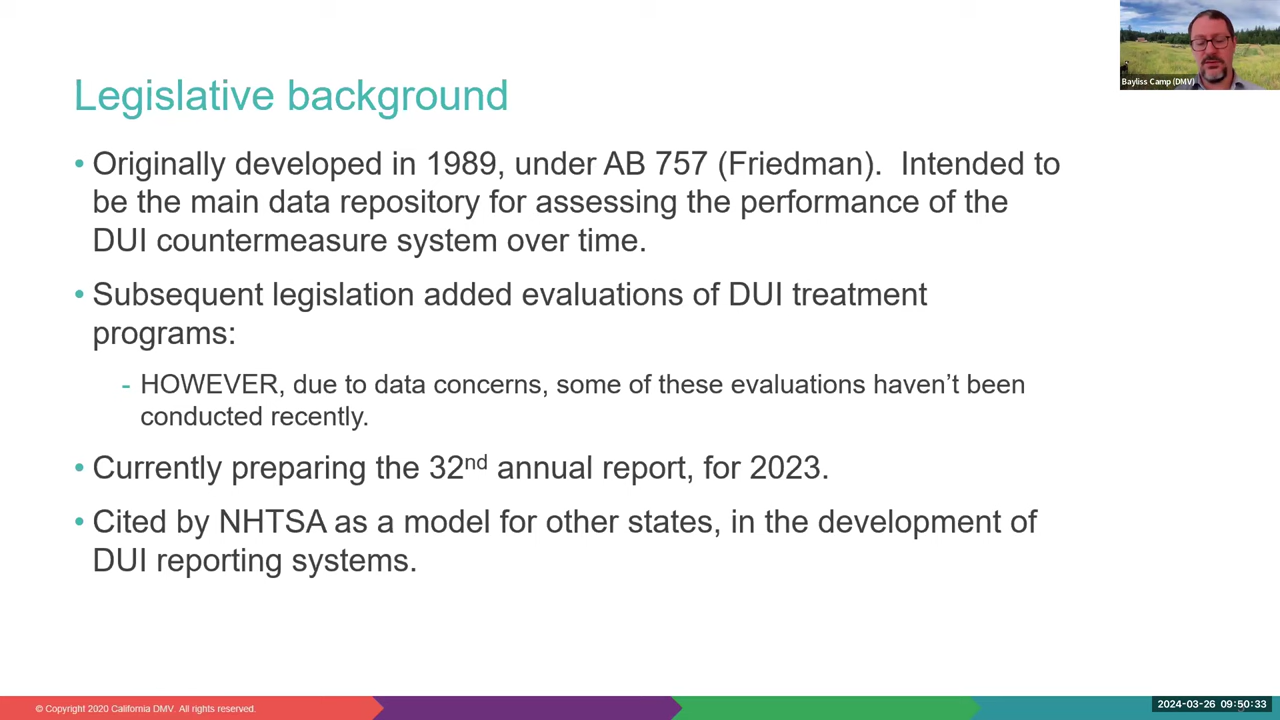 Bayliss Camp (DMV)
Legislative background
• Originally developed in 1989, under AB 757 (Friedman).  Intended to
be the main data repository for assessing the performance of the
DUI countermeasure system over time.
• Subsequent legislation added evaluations of DUI treatment
programs:
- HOWEVER, due to data concerns, some of these evaluations haven’t been
conducted recently.
• Currently preparing the 32nd annual report, for 2023.
• Cited by NHTSA as a model for other states, in the development of
DUI reporting systems.
© Copyright 2020 California DMV. All rights reserved.
2024-03-26 09:50:33